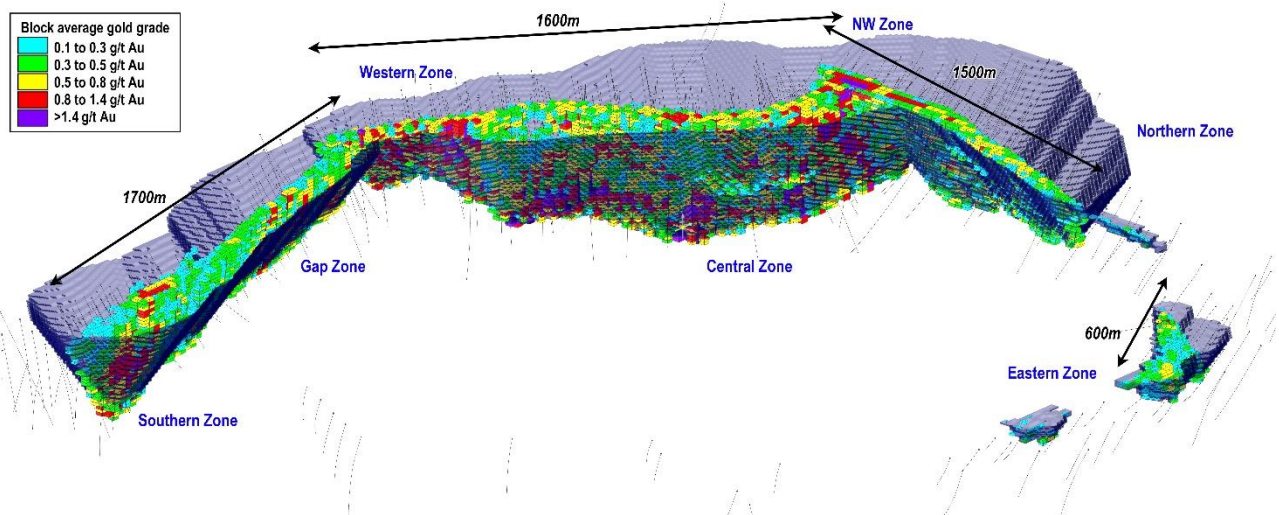 Block average gold grade
0.1 to 0.3 g/t Au
0.3 to 0.5 g/t Au
0.5 to 0.8 g/t Au
0.8 to 1.4 g/t Au
>1.4 g/t Au
1600m
NW Zone
Western Zone
1500m
Northern Zone
1700m
Gap Zone
Central Zone
600m
Eastern Zone
Southern Zone